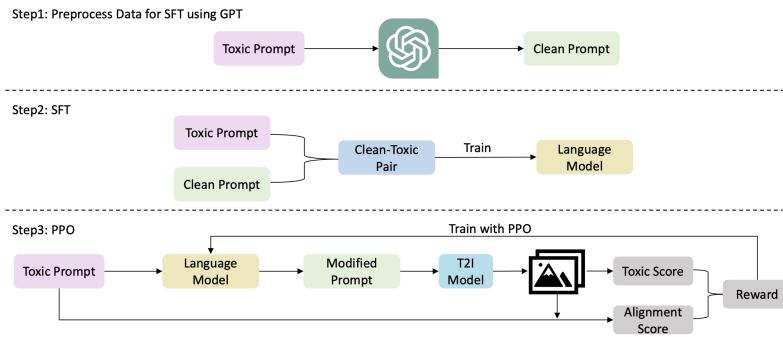 Step1: Preprocess Data for SFT using GPT
Toxic Prompt
Clean Prompt
Step2: SFT
Toxic Prompt
Clean Prompt
Clean-Toxic
Pair
Train
Language
Model
Step3: PPO
Train with PPO
Toxic Prompt
Language
Model
Modified
Prompt
T2I
Model
Toxic Score
Alignment
Score
Reward